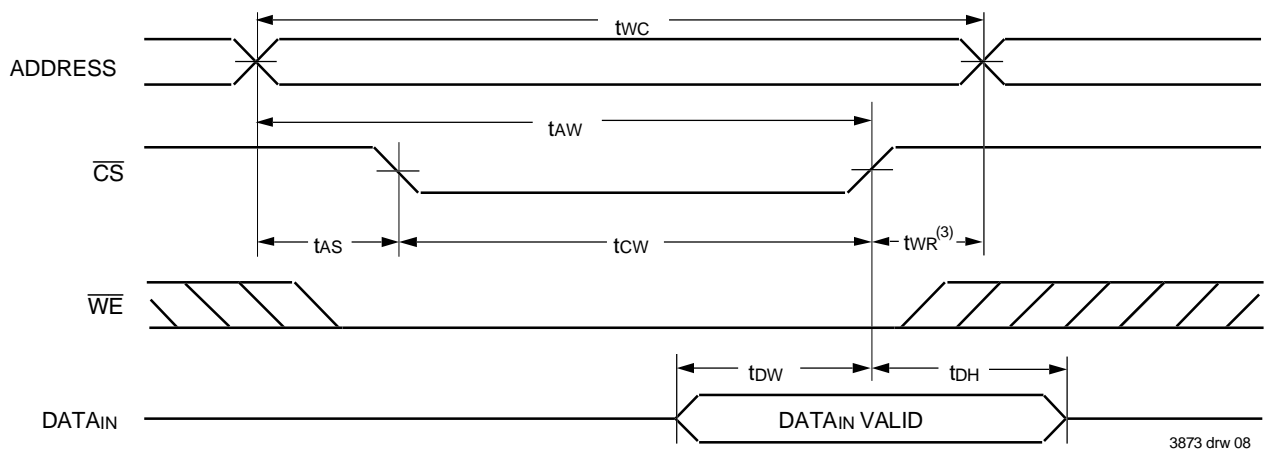 tWC
ADDRESS
tAW
CS
tAS
tCW
tWR(3)
WE
tDW
tDH
DATAIN
DATAIN VALID
3873 drw 08